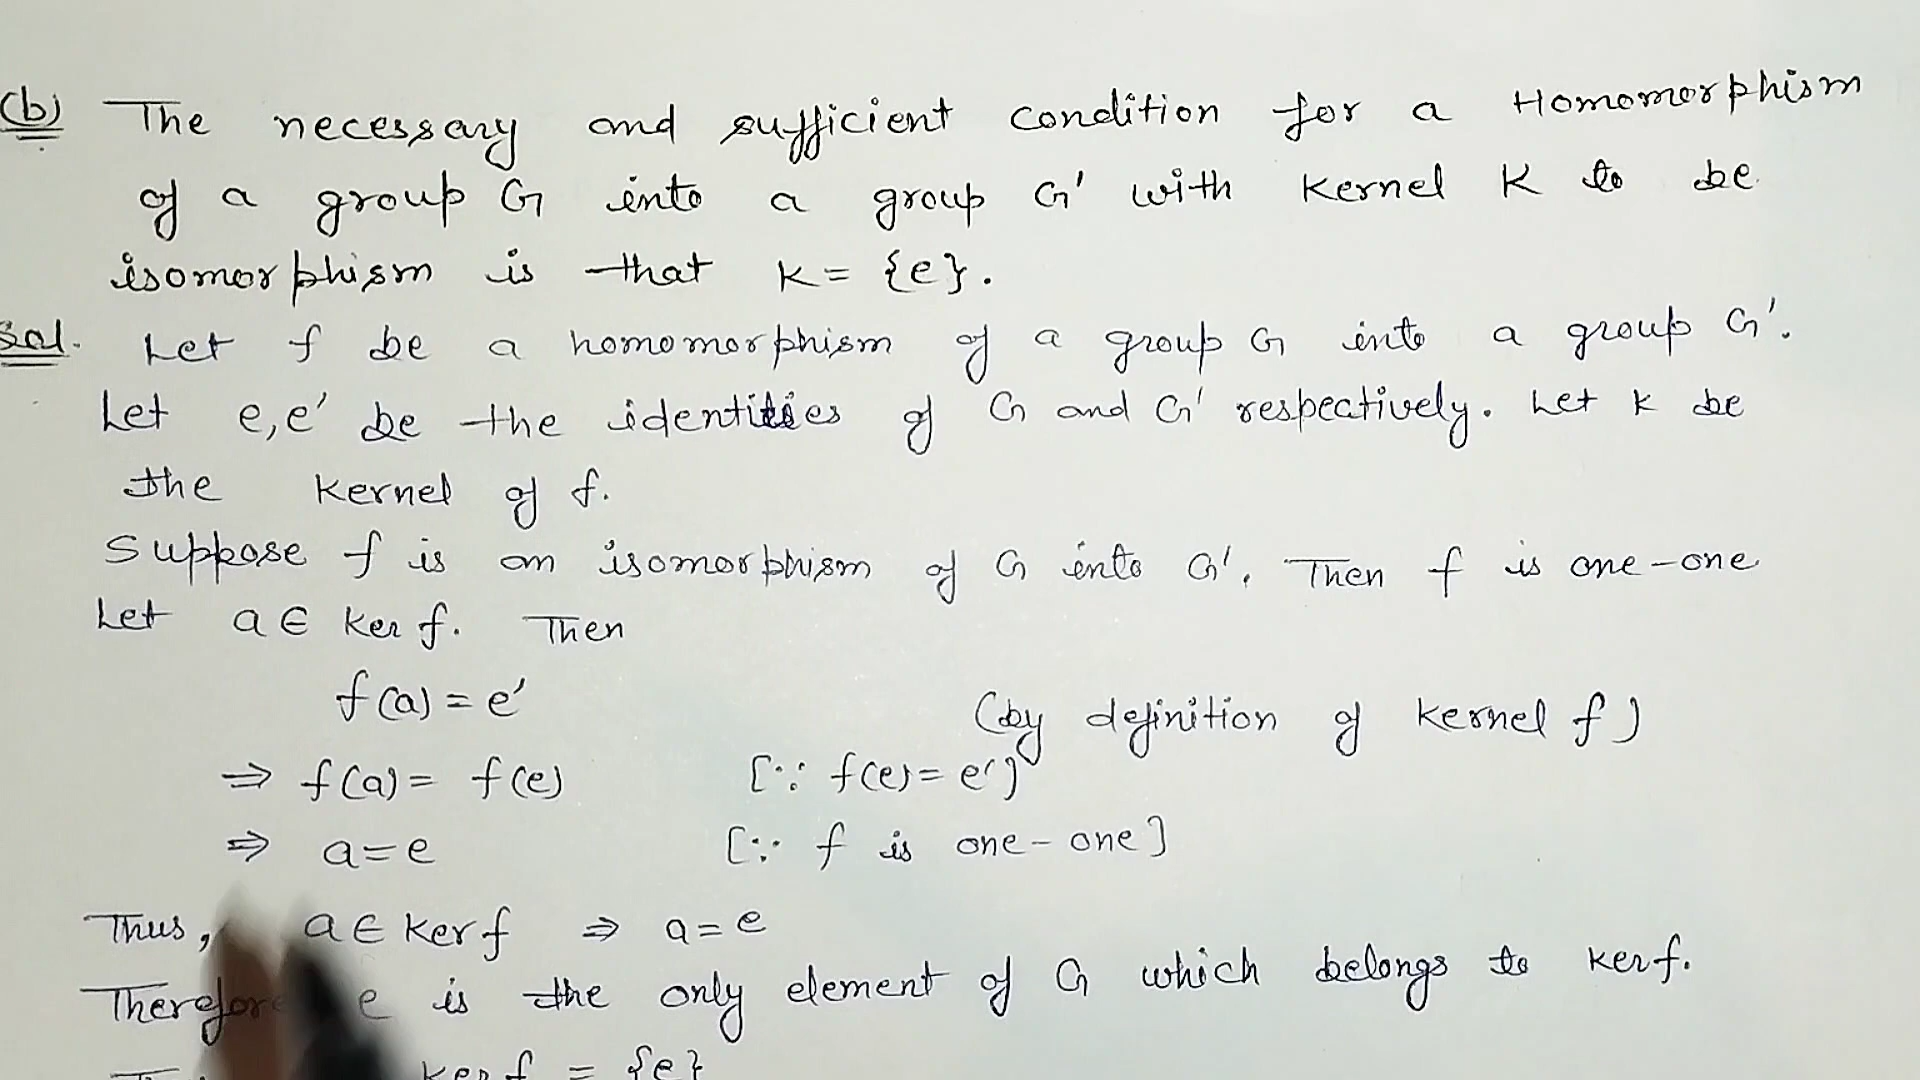 (b) The necessary and sufficient condition for a Homomorphism
of a group G into a group G' with Kernel K to be
isomorphism is that K = {e}.
Sol. Let f be a homomorphism of a group G into a group G'.
Let e,e' be the identities of G and G' respectively. Let K be
the kernel of f.
Suppose f is an isomorphism of G into G'. Then f is one-one
Let a ∈ ker f. Then
f(a) = e' (by definition of kernel f)
⇒ f(a) = f(e) [∵ f(e) = e']
⇒ a = e [∵ f is one-one]
Thus, a ∈ ker f ⇒ a = e
Therefore e is the only element of G which belongs to ker f.
ker f = {e}